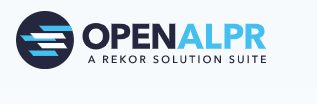 OPENALPR
A REKOR SOLUTION SUITE